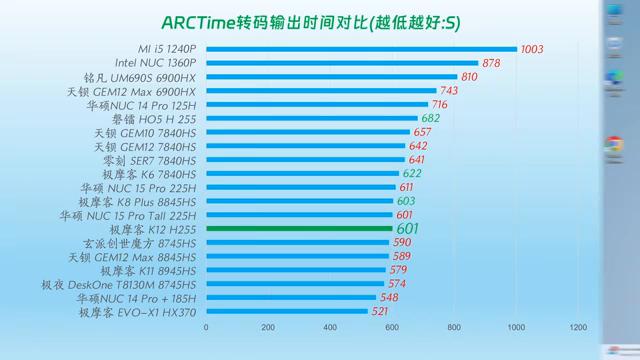 ARCTime转码输出时间对比(越低越好:S)
MI i5 1240P 1003
Intel NUC 1360P 878
铭凡 UM690S 6900HX 810
天钡 GEM12 Max 6900HX 743
华硕NUC 14 Pro 125H 716
磐镭 HO5 H 255 682
天钡 GEM10 7840HS 657
天钡 GEM12 7840HS 642
零刻 SER7 7840HS 641
极摩客 K6 7840HS 622
华硕 NUC 15 Pro 225H 611
极摩客 K8 Plus 8845HS 603
华硕 NUC 15 Pro Tall 225H 601
极摩客 K12 H255 601
玄派创世魔方 8745HS 590
天钡 GEM12 Max 8845HS 589
极摩客 K11 8945HS 579
极夜 DeskOne T8130M 8745HS 574
华硕NUC 14 Pro + 185H 548
极摩客 EVO-X1 HX370 521
0 200 400 600 800 1000 1200